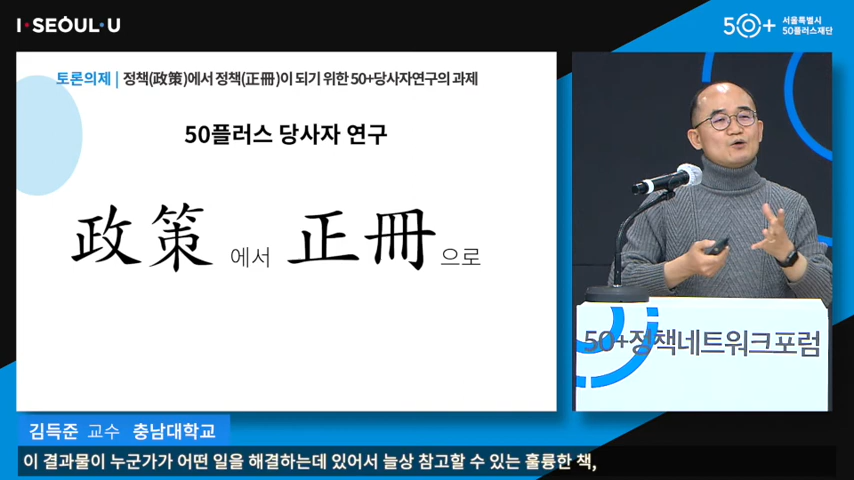 I·SEOUL·U
50+ 서울특별시
50플러스재단
토론의제 | 정책(政策)에서 정책(正冊)이 되기 위한 50+당사자연구의 과제
50플러스 당사자 연구
政策 에서 正冊 으로
50+정책네트워크포럼
김득준 교수 충남대학교
이 결과물이 누군가가 어떤 일을 해결하는데 있어서 늘상 참고할 수 있는 훌륭한 책,